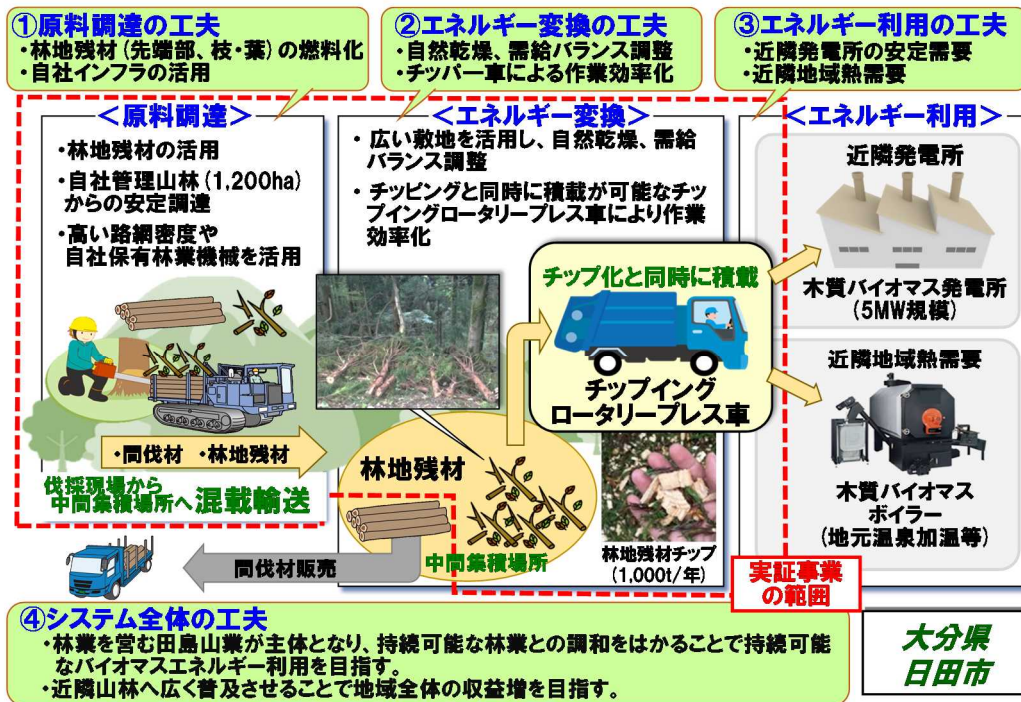 ①原料調達の工夫
・林地残材(先端部、枝・葉)の燃料化
・自社インフラの活用
②エネルギー変換の工夫
・自然乾燥、需給バランス調整
・チッパー車による作業効率化
③エネルギー利用の工夫
・近隣発電所の安定需要
・近隣地域熱需要
<原料調達>
・林地残材の活用
・自社管理山林(1,200ha)
からの安定調達
・高い路網密度や
自社保有林業機械を活用
・間伐材 ・林地残材
伐採現場から
中間集積場所へ混載輸送
<エネルギー変換>
・広い敷地を活用し、自然乾燥、需給
バランス調整
・チッピングと同時に積載が可能なチッ
プイングロータリープレス車により作業
効率化
チップ化と同時に積載
チップイング
ロータリープレス車
林地残材
中間集積場所
林地残材チップ
(1,000t/年)
間伐材販売
<エネルギー利用>
近隣発電所
木質バイオマス発電所
(5MW規模)
近隣地域熱需要
木質バイオマス
ボイラー
(地元温泉加温等)
実証事業
の範囲
④システム全体の工夫
・林業を営む田島山業が主体となり、持続可能な林業との調和をはかることで持続可能
なバイオマスエネルギー利用を目指す。
・近隣山林へ広く普及させることで地域全体の収益増を目指す。
大分県
日田市